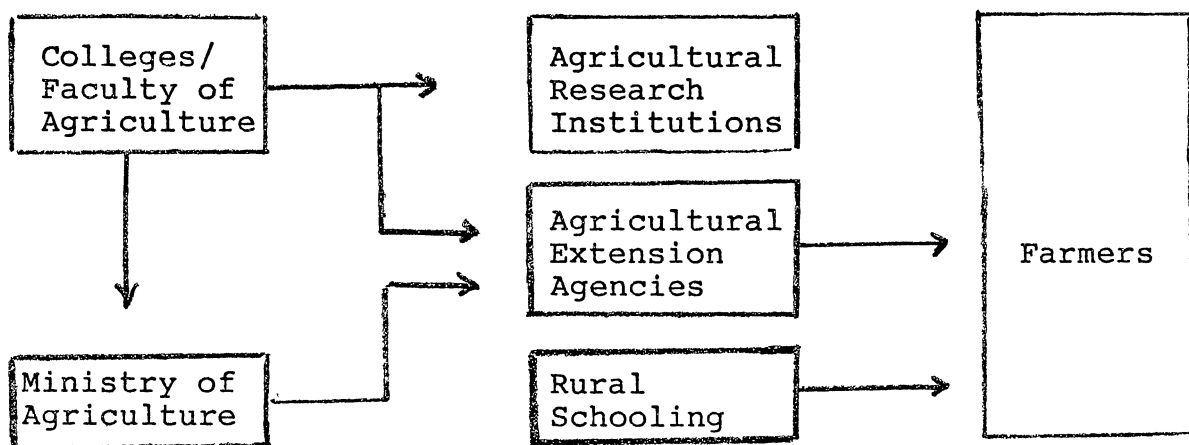 Colleges/
Faculty of
Agriculture
Agricultural
Research
Institutions
Agricultural
Extension
Agencies
Farmers
Ministry of
Agriculture
Rural
Schooling